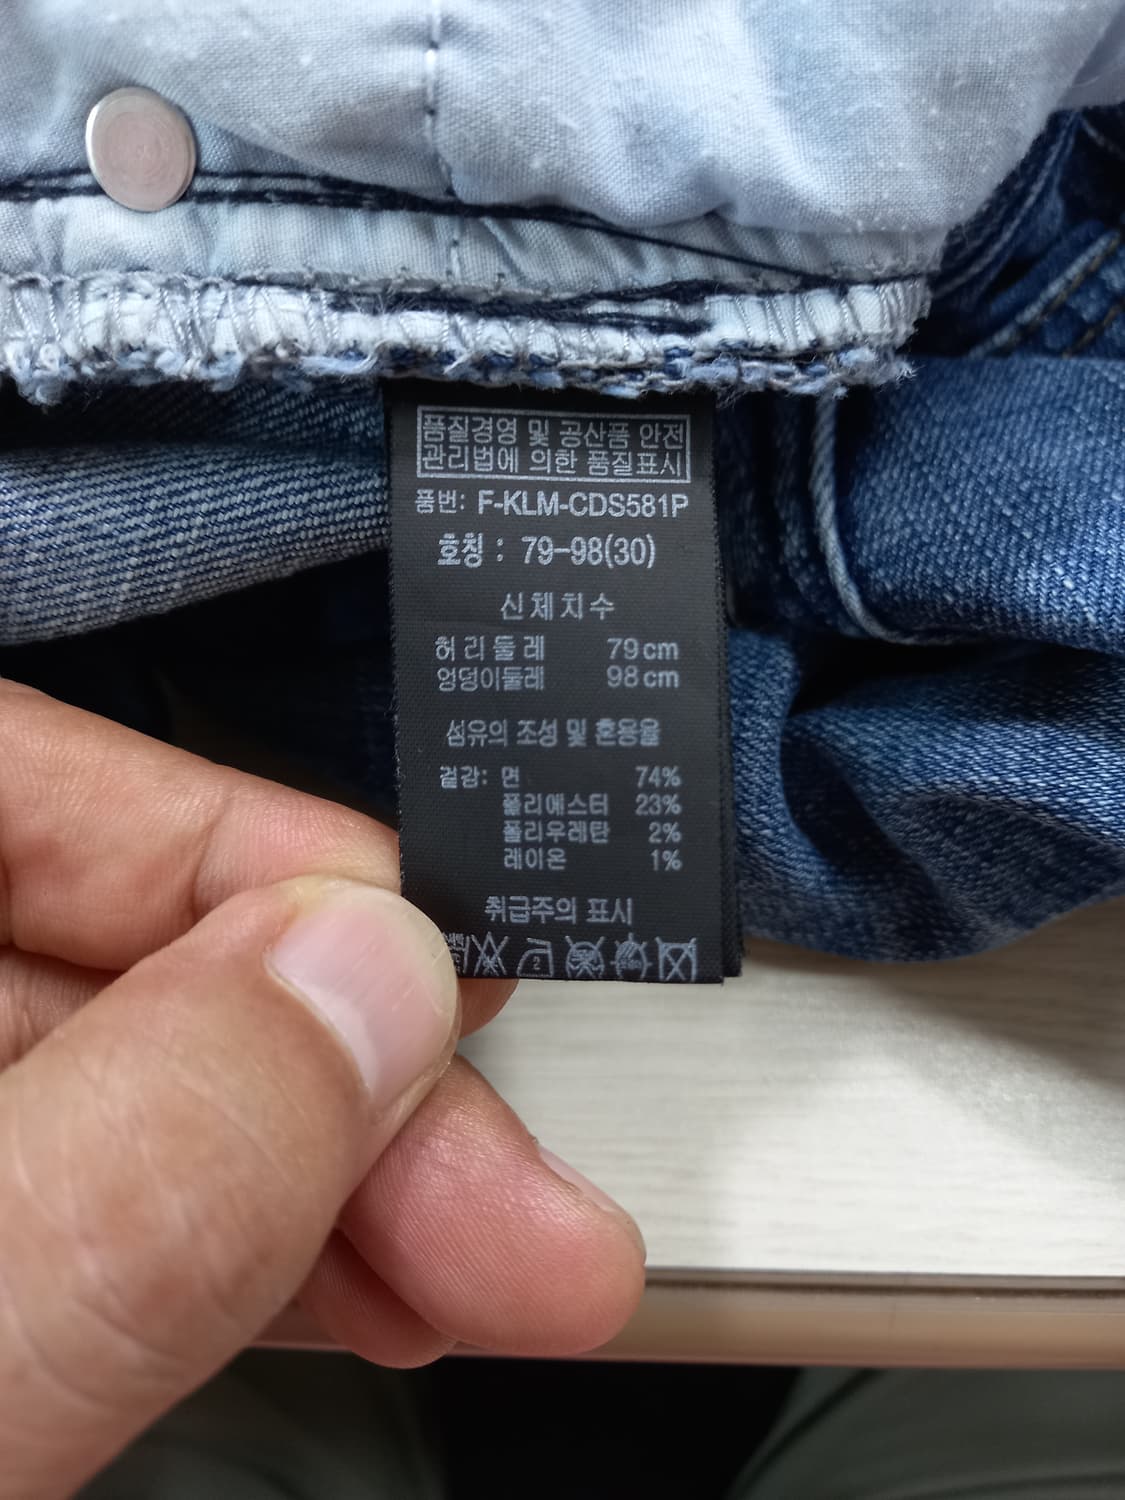 품질경영 및 공산품 안전
관리법에 의한 품질표시
품번: F-KLM-CDS581P
호칭 : 79-98(30)
신체치수
허리둘레 79cm
엉덩이둘레 98cm
섬유의 조성 및 혼용율
겉감: 면 74%
폴리에스터 23%
폴리우레탄 2%
레이온 1%
취급주의 표시
2